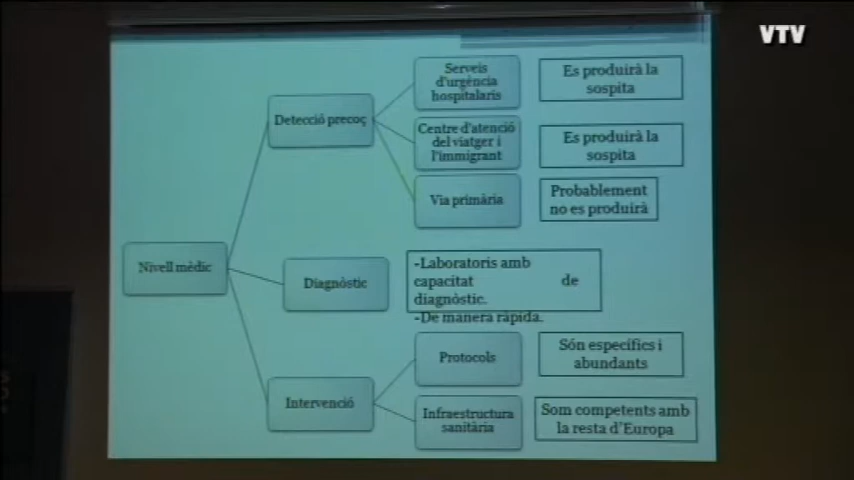 VTV
Serveis
d'urgència
hospitalaris
Es produirà la
sospita
Detecció precoç
Centre d'atenció
del viatger i
l'immigrant
Es produirà la
sospita
Via primària
Probablement
no es produirà
Nivell mèdic
Diagnòstic
-Laboratoris amb
capacitat de
diagnòstic.
-De manera ràpida.
Protocols
Són específics i
abundants
Intervenció
Infraestructura
sanitària
Som competents amb
la resta d'Europa